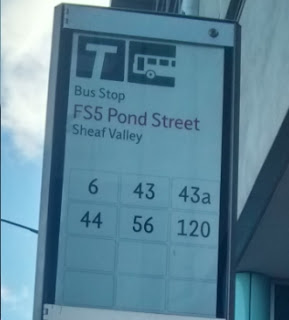 T
Bus Stop
FS5 Pond Street
Sheaf Valley
6 43 43a
44 56 120